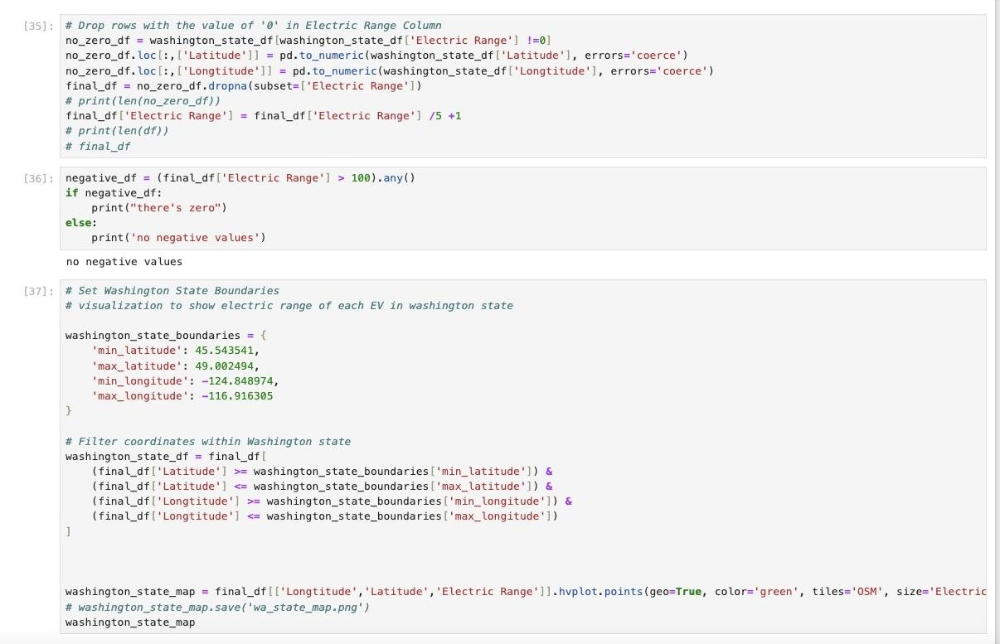 [35]: # Drop rows with the value of '0' in Electric Range Column
no_zero_df = washington_state_df[washington_state_df['Electric Range'] !=0]
no_zero_df.loc[:,['Latitude']] = pd.to_numeric(washington_state_df['Latitude'], errors='coerce')
no_zero_df.loc[:,['Longtitude']] = pd.to_numeric(washington_state_df['Longtitude'], errors='coerce')
final_df = no_zero_df.dropna(subset=['Electric Range'])
# print(len(no_zero_df))
final_df['Electric Range'] = final_df['Electric Range'] /5 +1
# print(len(df))
# final_df
[36]: negative_df = (final_df['Electric Range'] > 100).any()
if negative_df:
    print("there's zero")
else:
    print('no negative values')
no negative values
[37]: # Set Washington State Boundaries
# visualization to show electric range of each EV in washington state
washington_state_boundaries = {
    'min_latitude': 45.543541,
    'max_latitude': 49.002494,
    'min_longitude': -124.848974,
    'max_longitude': -116.916305
}
# Filter coordinates within Washington state
washington_state_df = final_df[
    (final_df['Latitude'] >= washington_state_boundaries['min_latitude']) &
    (final_df['Latitude'] <= washington_state_boundaries['max_latitude']) &
    (final_df['Longtitude'] >= washington_state_boundaries['min_longitude']) &
    (final_df['Longtitude'] <= washington_state_boundaries['max_longitude'])
]
washington_state_map = final_df[['Longtitude','Latitude','Electric Range']].hvplot.points(geo=True, color='green', tiles='OSM', size='Electric
# washington_state_map.save('wa_state_map.png')
washington_state_map